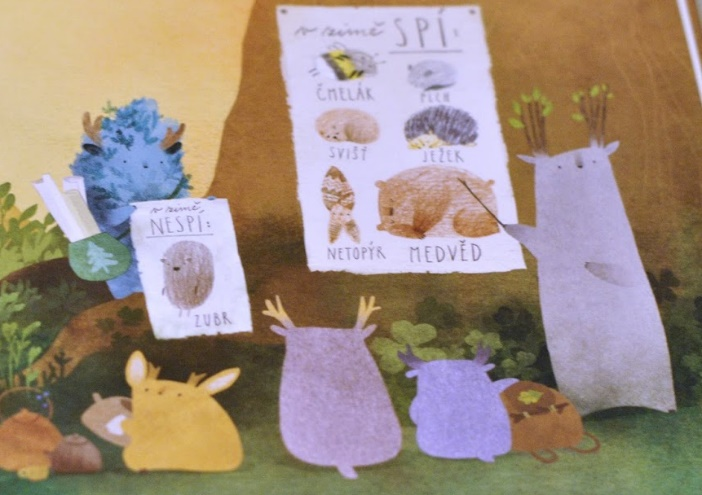 v zimě SPÍ:
ČMELÁK PLCH
SVIŠŤ JEŽEK
NETOPÝR MEDVĚD
v zimě,
NESPÍ:
ZUBR